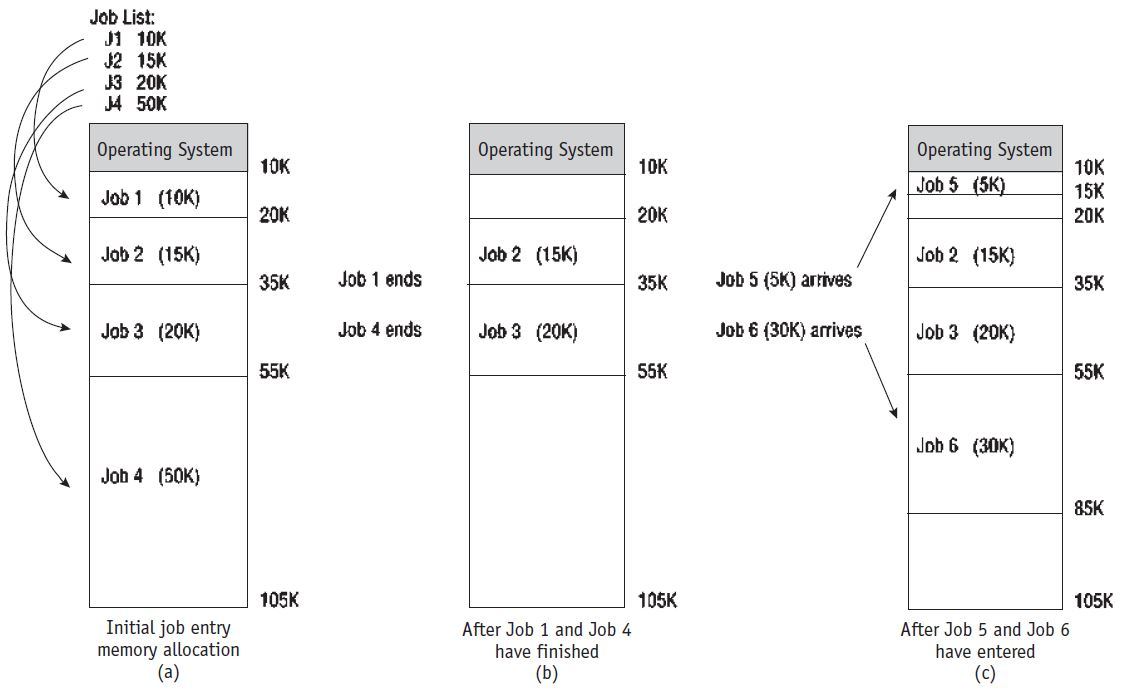 Job List:
J1 10K
J2 15K
J3 20K
J4 50K
Operating System
10K
Job 1 (10K)
20K
Job 2 (15K)
35K
Job 3 (20K)
55K
Job 4 (50K)
105K
Initial job entry
memory allocation
(a)
Job 1 ends
Job 4 ends
Operating System
10K
20K
Job 2 (15K)
35K
Job 3 (20K)
55K
105K
After Job 1 and Job 4
have finished
(b)
Job 5 (5K) arrives
Job 6 (30K) arrives
Operating System
10K
Job 5 (5K)
15K
20K
Job 2 (15K)
35K
Job 3 (20K)
55K
Job 6 (30K)
85K
105K
After Job 5 and Job 6
have entered
(c)